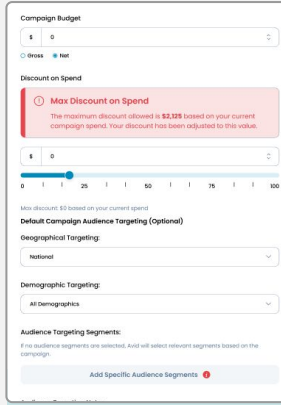 Campaign Budget
$ 0
Gross Net
Discount on Spend
Max Discount on Spend
The maximum discount allowed is $2,125 based on your current
campaign spend. Your discount has been adjusted to this value.
$ 0
0 25 50 75 100
Max discount: $0 based on your current spend
Default Campaign Audience Targeting (Optional)
Geographical Targeting:
National
Demographic Targeting:
All Demographics
Audience Targeting Segments:
If no audience segments are selected, Avid will select relevant segments based on the
campaign.
Add Specific Audience Segments